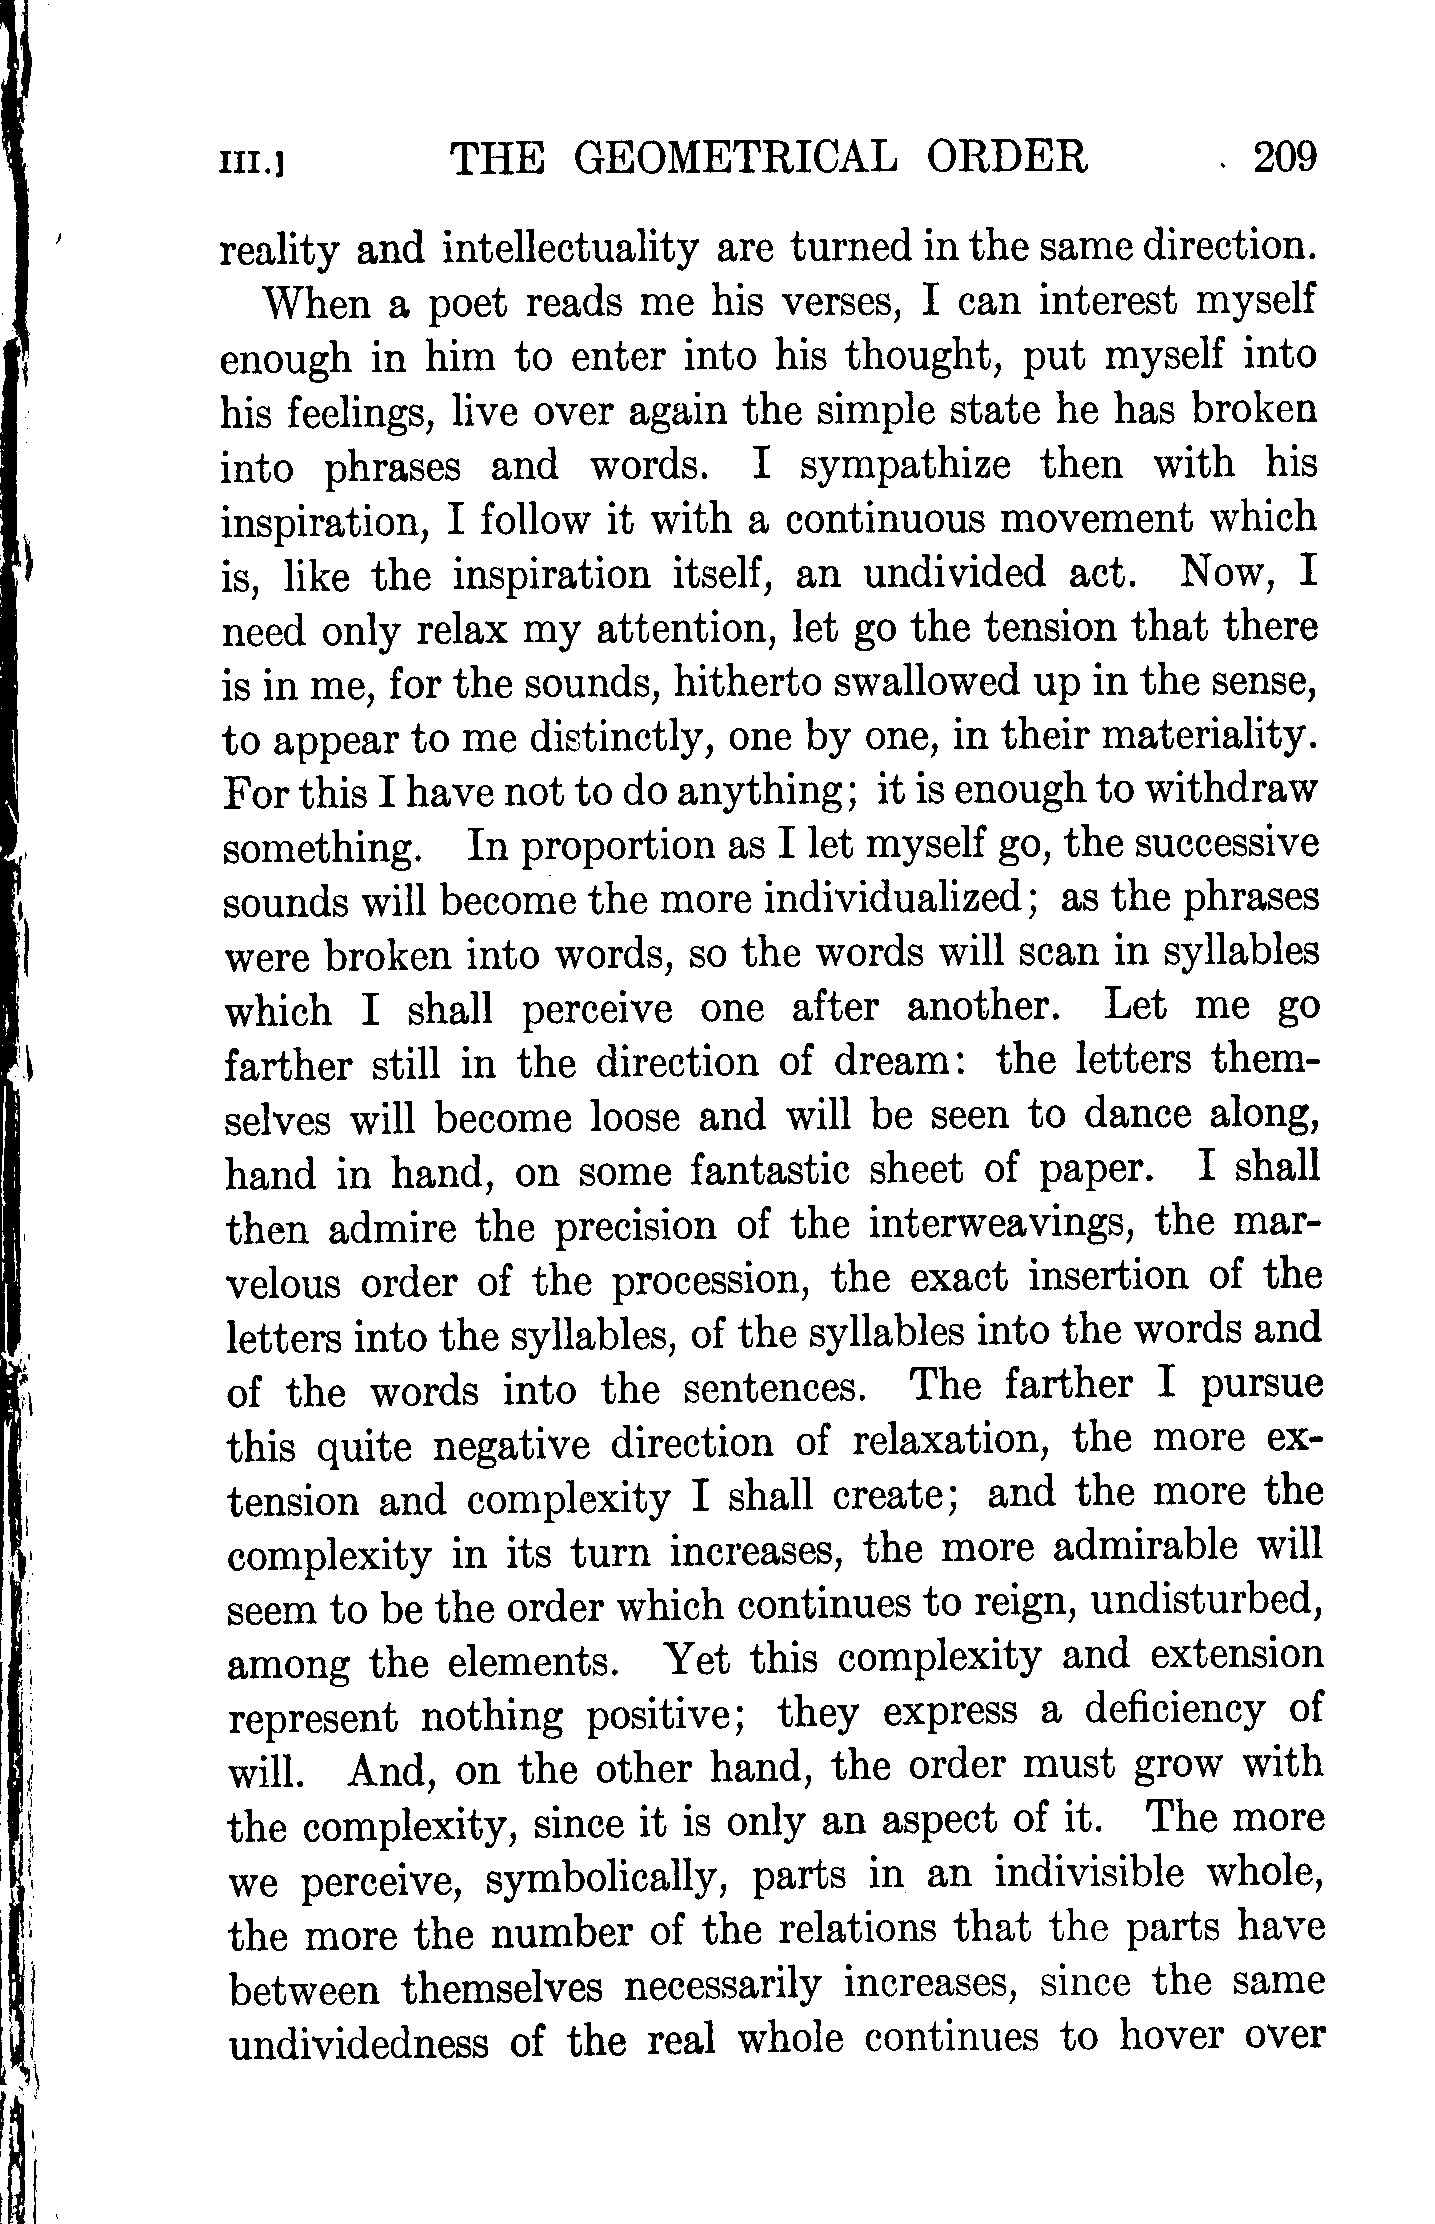 III.] THE GEOMETRICAL ORDER 209
reality and intellectuality are turned in the same direction.
When a poet reads me his verses, I can interest myself
enough in him to enter into his thought, put myself into
his feelings, live over again the simple state he has broken
into phrases and words. I sympathize then with his
inspiration, I follow it with a continuous movement which
is, like the inspiration itself, an undivided act. Now, I
need only relax my attention, let go the tension that there
is in me, for the sounds, hitherto swallowed up in the sense,
to appear to me distinctly, one by one, in their materiality.
For this I have not to do anything; it is enough to withdraw
something. In proportion as I let myself go, the successive
sounds will become the more individualized; as the phrases
were broken into words, so the words will scan in syllables
which I shall perceive one after another. Let me go
farther still in the direction of dream: the letters them-
selves will become loose and will be seen to dance along,
hand in hand, on some fantastic sheet of paper. I shall
then admire the precision of the interweavings, the mar-
velous order of the procession, the exact insertion of the
letters into the syllables, of the syllables into the words and
of the words into the sentences. The farther I pursue
this quite negative direction of relaxation, the more ex-
tension and complexity I shall create; and the more the
complexity in its turn increases, the more admirable will
seem to be the order which continues to reign, undisturbed,
among the elements. Yet this complexity and extension
represent nothing positive; they express a deficiency of
will. And, on the other hand, the order must grow with
the complexity, since it is only an aspect of it. The more
we perceive, symbolically, parts in an indivisible whole,
the more the number of the relations that the parts have
between themselves necessarily increases, since the same
undividedness of the real whole continues to hover over